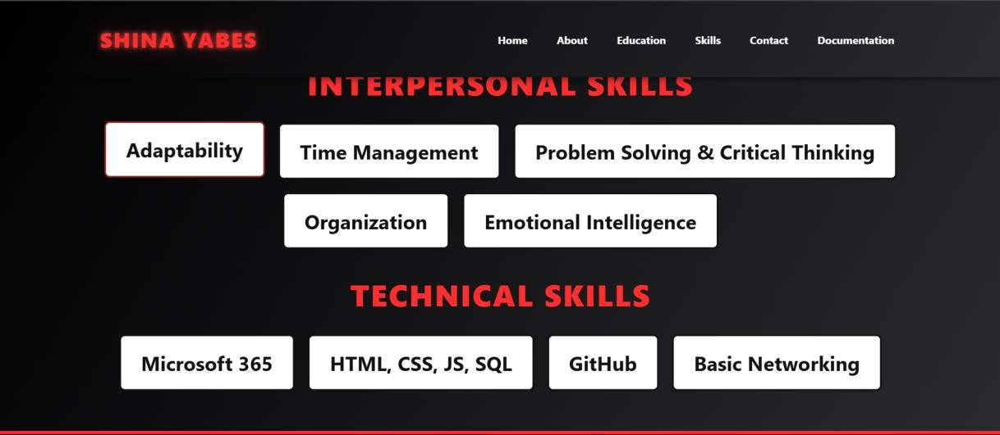 SHINA YABES Home About Education Skills Contact Documentation
INTERPERSONAL SKILLS
Adaptability Time Management Problem Solving & Critical Thinking
Organization Emotional Intelligence
TECHNICAL SKILLS
Microsoft 365 HTML, CSS, JS, SQL GitHub Basic Networking